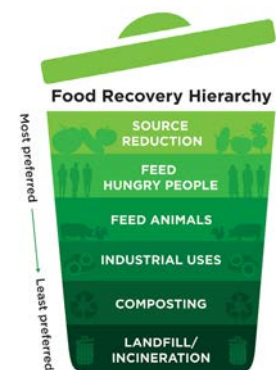 Food Recovery Hierarchy
Most preferred
Least preferred
SOURCE
REDUCTION
FEED
HUNGRY PEOPLE
FEED ANIMALS
INDUSTRIAL USES
COMPOSTING
LANDFILL/
INCINERATION